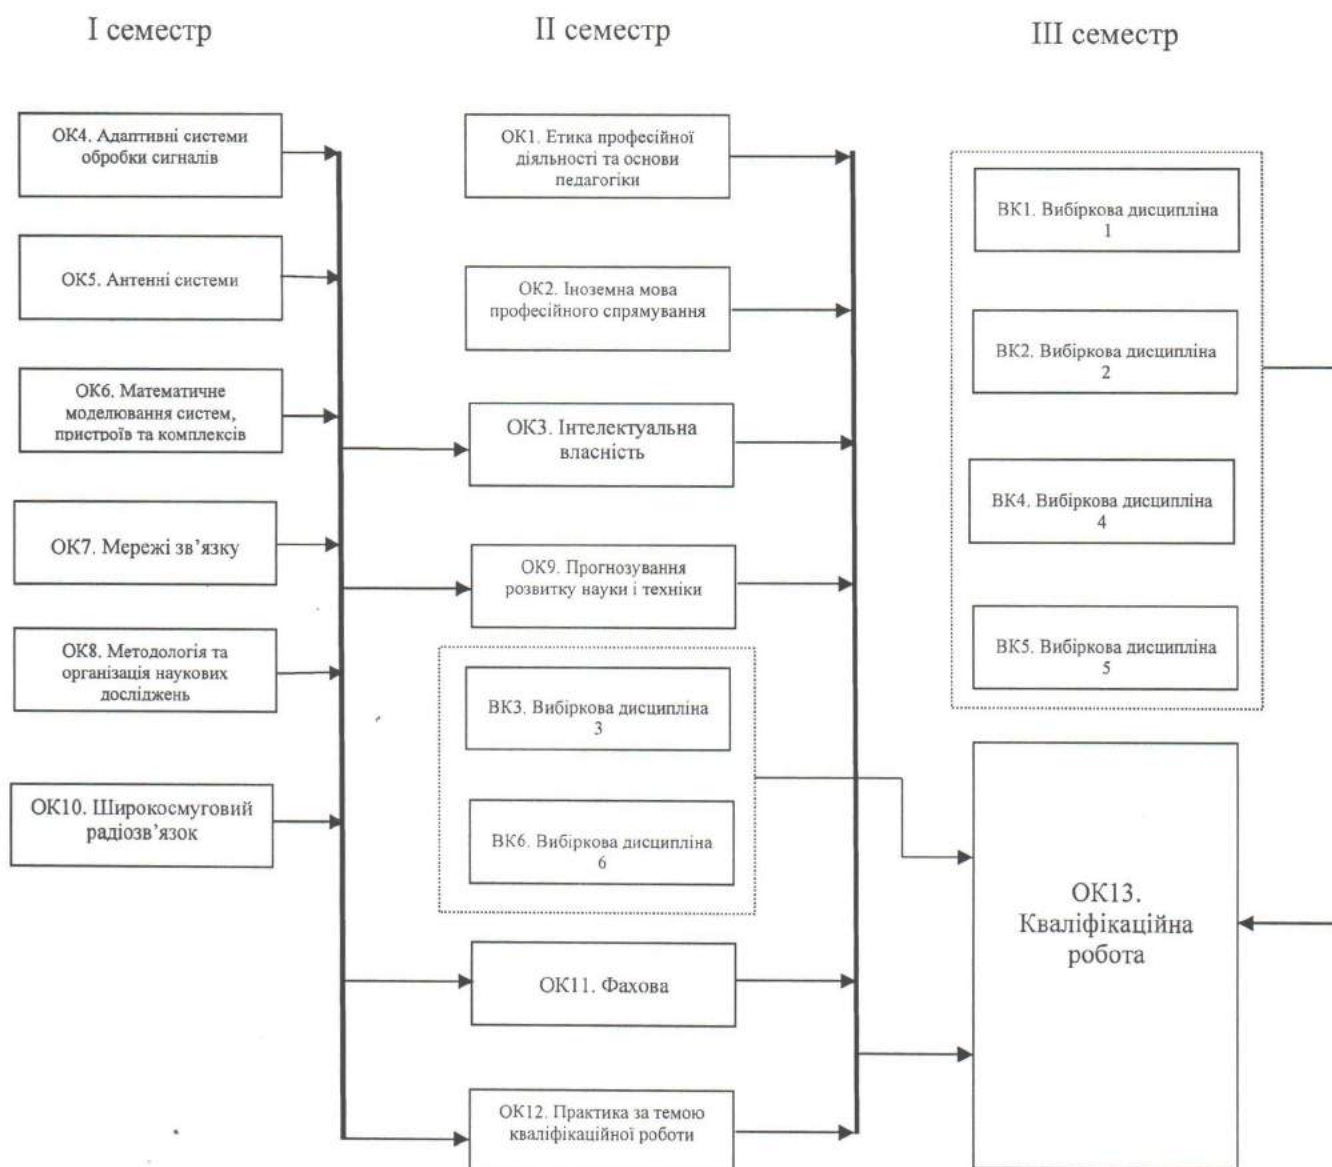 I семестр
II семестр
III семестр
ОК4. Адаптивні системи
обробки сигналів
ОК5. Антенні системи
ОК6. Математичне
моделювання систем,
пристроїв та комплексів
ОК7. Мережі зв’язку
ОК8. Методологія та
організація наукових
досліджень
ОК10. Широкосмуговий
радіозв’язок
ОК1. Етика професійної
діяльності та основи
педагогіки
ОК2. Іноземна мова
професійного спрямування
ОК3. Інтелектуальна
власність
ОК9. Прогнозування
розвитку науки і техніки
ВК3. Вибіркова дисципліна
3
ВК6. Вибіркова дисципліна
6
ОК11. Фахова
ОК12. Практика за темою
кваліфікаційної роботи
ВК1. Вибіркова дисципліна
1
ВК2. Вибіркова дисципліна
2
ВК4. Вибіркова дисципліна
4
ВК5. Вибіркова дисципліна
5
ОК13.
Кваліфікаційна
робота